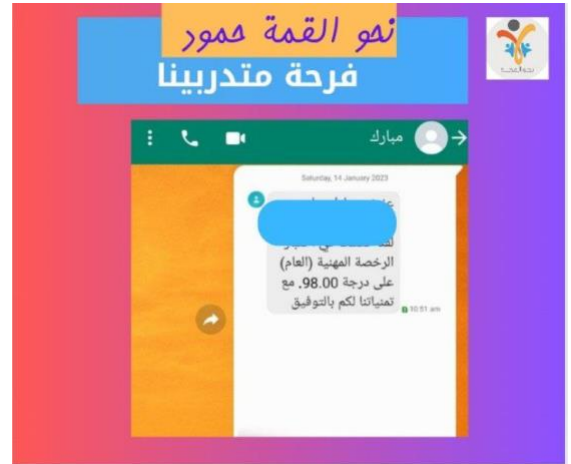 نحو القمة حمور
فرحة متدربينا
مبارك
Saturday, 14 January 2023
الرخصة المهنية (العام)
على درجة 98.00. مع
تمنياتنا لكم بالتوفيق
10:51 am